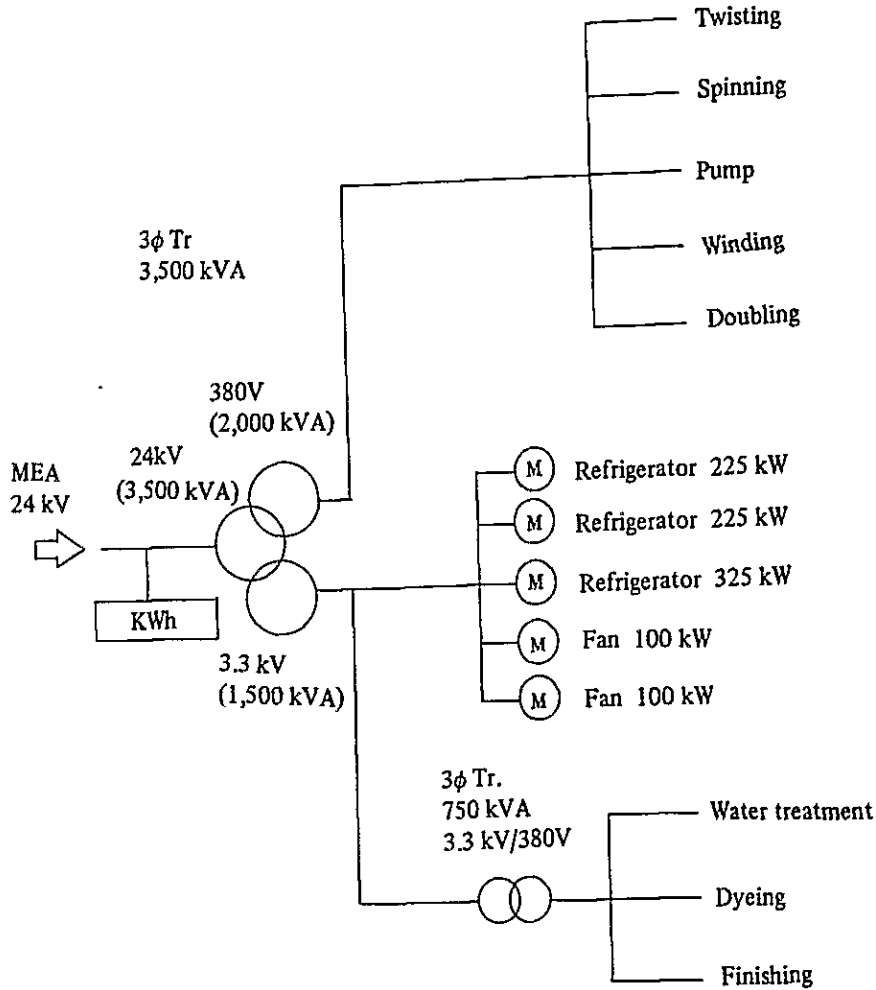 Twisting
Spinning
Pump
Winding
Doubling
3ϕ Tr
3,500 kVA
380V
(2,000 kVA)
24kV
(3,500 kVA)
MEA
24 kV
KWh
3.3 kV
(1,500 kVA)
M Refrigerator 225 kW
M Refrigerator 225 kW
M Refrigerator 325 kW
M Fan 100 kW
M Fan 100 kW
3ϕ Tr.
750 kVA
3.3 kV/380V
Water treatment
Dyeing
Finishing